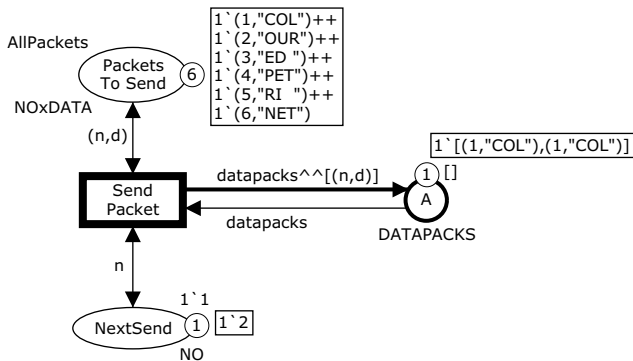 AllPackets
Packets
To Send
6
1`(1,"COL")++
1`(2,"OUR")++
1`(3,"ED ")++
1`(4,"PET")++
1`(5,"RI  ")++
1`(6,"NET")
NOxDATA
(n,d)
1`[(1,"COL"),(1,"COL")]
Send
Packet
datapacks^^[(n,d)]
1
[]
A
datapacks
DATAPACKS
n
1`1
NextSend
1
1`2
NO